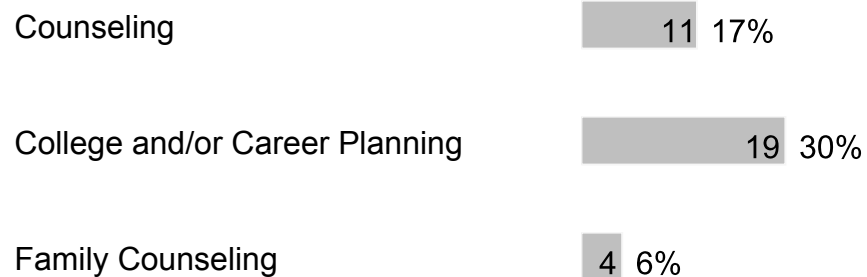 Counseling 11 17%
College and/or Career Planning 19 30%
Family Counseling 4 6%